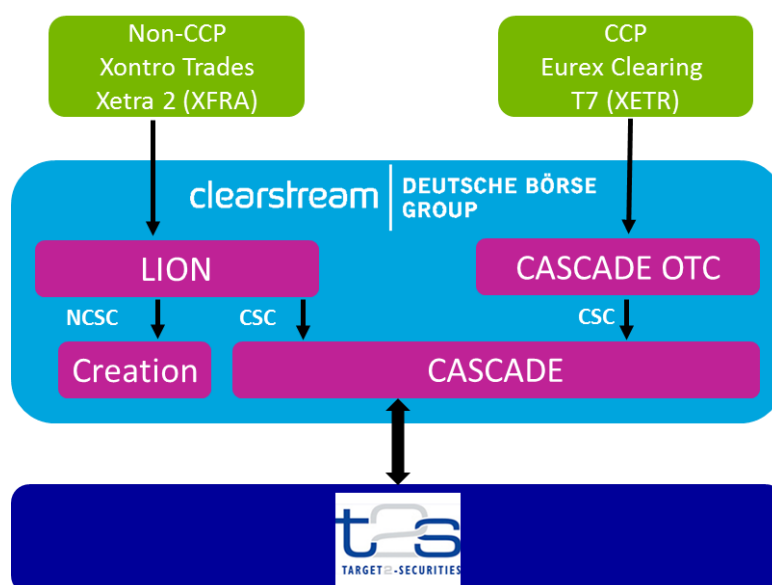 Non-CCP
Xontro Trades
Xetra 2 (XFRA)
CCP
Eurex Clearing
T7 (XETR)
clearstream
DEUTSCHE BÖRSE
GROUP
LION
CASCADE OTC
NCSC
CSC
CSC
Creation
CASCADE
t2s
TARGET2-SECURITIES